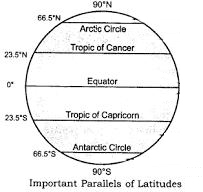 90°N
66.5°N
Arctic Circle
Tropic of Cancer
23.5°N
Equator
0°
Tropic of Capricorn
23.5°S
Antarctic Circle
66.5°S
90°S
Important Parallels of Latitudes